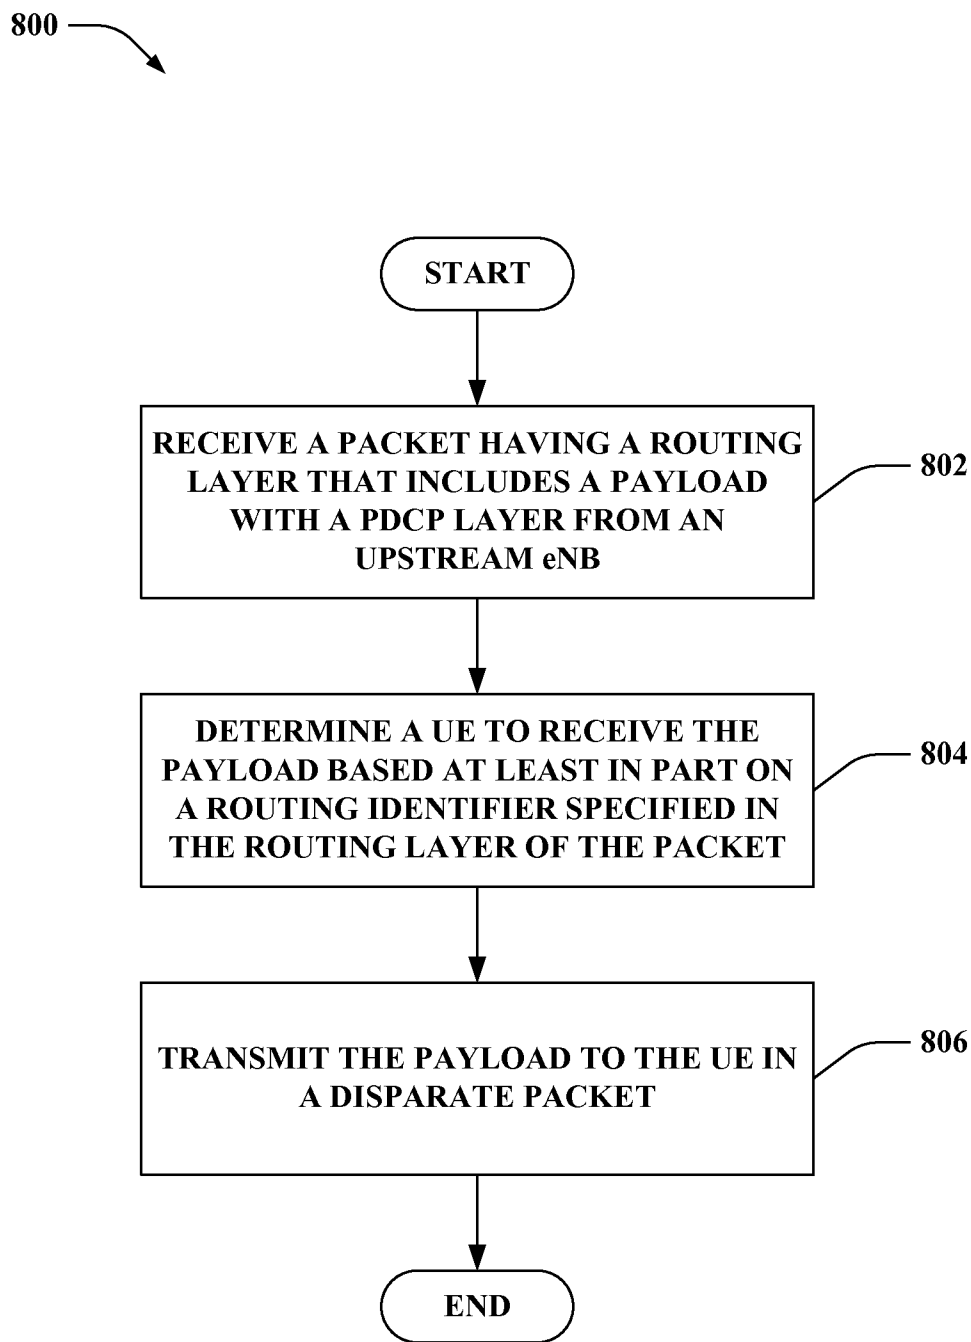 800
START
RECEIVE A PACKET HAVING A ROUTING
LAYER THAT INCLUDES A PAYLOAD
WITH A PDCP LAYER FROM AN
UPSTREAM eNB
802
DETERMINE A UE TO RECEIVE THE
PAYLOAD BASED AT LEAST IN PART ON
A ROUTING IDENTIFIER SPECIFIED IN
THE ROUTING LAYER OF THE PACKET
804
TRANSMIT THE PAYLOAD TO THE UE IN
A DISPARATE PACKET
806
END